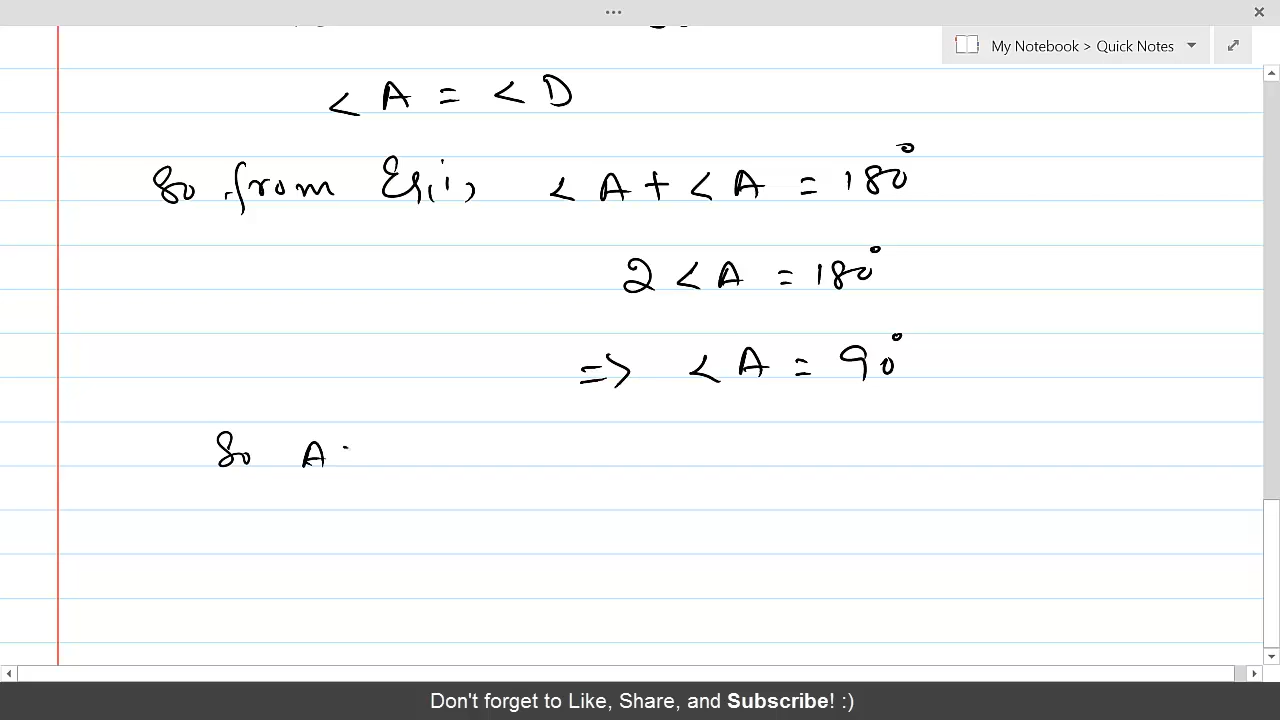 My Notebook > Quick Notes
< A = < D
So from Eq,i, < A + < A = 180°
2 < A = 180°
=> < A = 90°
So A
Don't forget to Like, Share, and Subscribe! :)